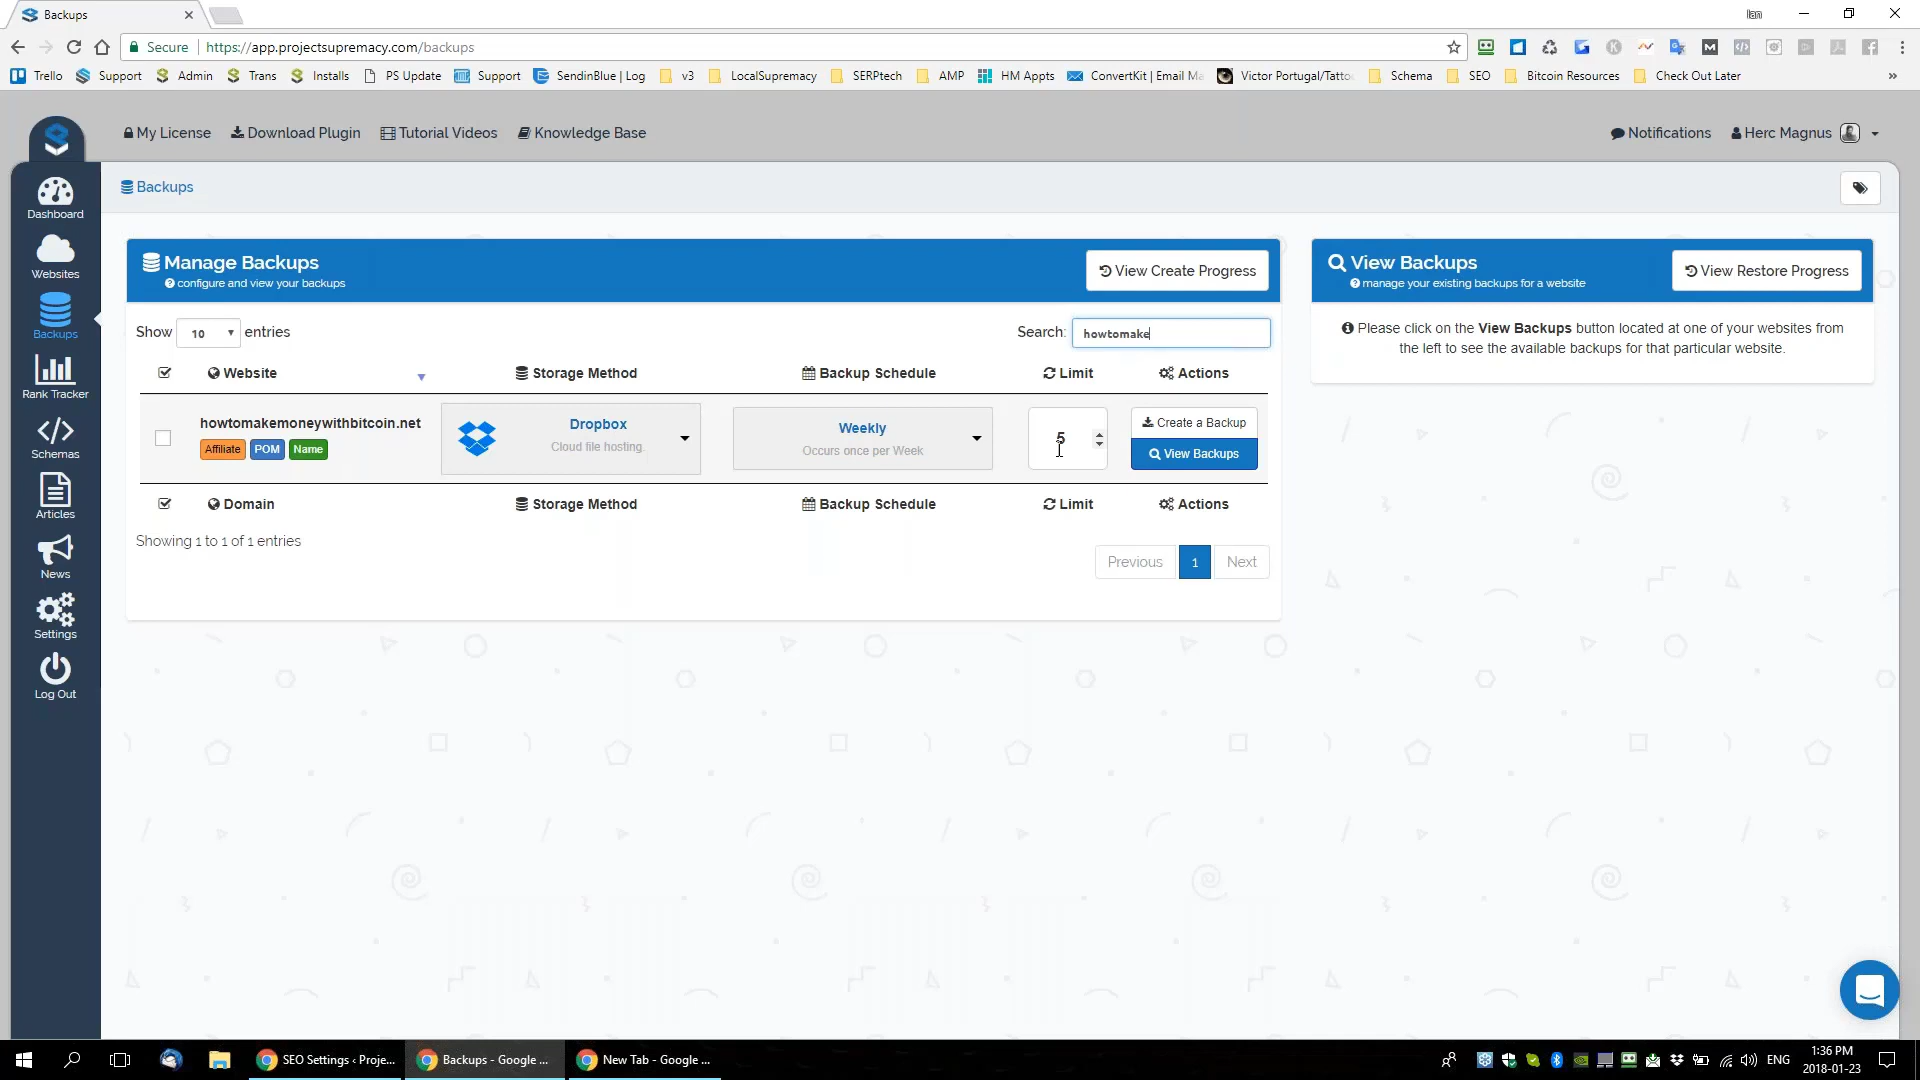 Backups
Ian
Secure
https://app.projectsupremacy.com/backups
Trello
Support
Admin
Trans
Installs
PS Update
Support
SendinBlue | Log
v3
LocalSupremacy
SERPtech
AMP
HM Appts
ConvertKit | Email Ma
Victor Portugal/Tatto
Schema
SEO
Bitcoin Resources
Check Out Later
»
My License
Download Plugin
Tutorial Videos
Knowledge Base
Notifications
Herc Magnus
Dashboard
Websites
Backups
Rank Tracker
Schemas
Articles
News
Settings
Log Out
Backups
Manage Backups
configure and view your backups
View Create Progress
Show 10 entries
Search: howtomake
Website
Storage Method
Backup Schedule
Limit
Actions
howtomakemoneywithbitcoin.net
Affiliate
POM
Name
Dropbox
Cloud file hosting.
Weekly
Occurs once per Week
5
Create a Backup
View Backups
Domain
Storage Method
Backup Schedule
Limit
Actions
Showing 1 to 1 of 1 entries
Previous
1
Next
View Backups
manage your existing backups for a website
View Restore Progress
Please click on the View Backups button located at one of your websites from
the left to see the available backups for that particular website.
SEO Settings ‹ Proje...
Backups - Google ...
New Tab - Google ...
ENG
1:36 PM
2018-01-23